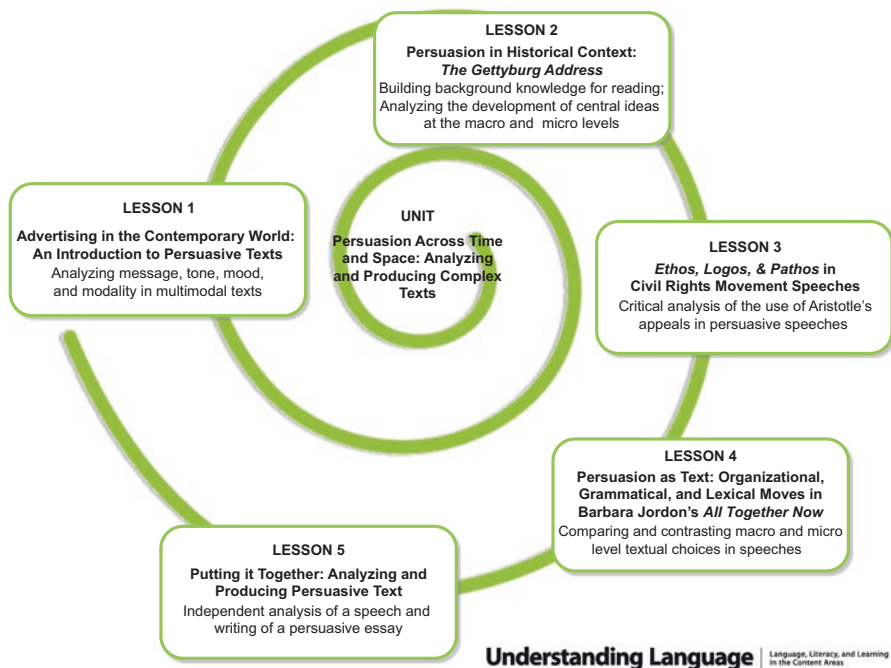 LESSON 2
Persuasion in Historical Context:
The Gettyburg Address
Building background knowledge for reading;
Analyzing the development of central ideas
at the macro and micro levels
LESSON 1
Advertising in the Contemporary World:
An Introduction to Persuasive Texts
Analyzing message, tone, mood,
and modality in multimodal texts
UNIT
Persuasion Across Time
and Space: Analyzing
and Producing Complex
Texts
LESSON 3
Ethos, Logos, & Pathos in
Civil Rights Movement Speeches
Critical analysis of the use of Aristotle's
appeals in persuasive speeches
LESSON 4
Persuasion as Text: Organizational,
Grammatical, and Lexical Moves in
Barbara Jordon's All Together Now
Comparing and contrasting macro and micro
level textual choices in speeches
LESSON 5
Putting it Together: Analyzing and
Producing Persuasive Text
Independent analysis of a speech and
writing of a persuasive essay
Understanding Language
Language, Literacy, and Learning
in the Content Areas